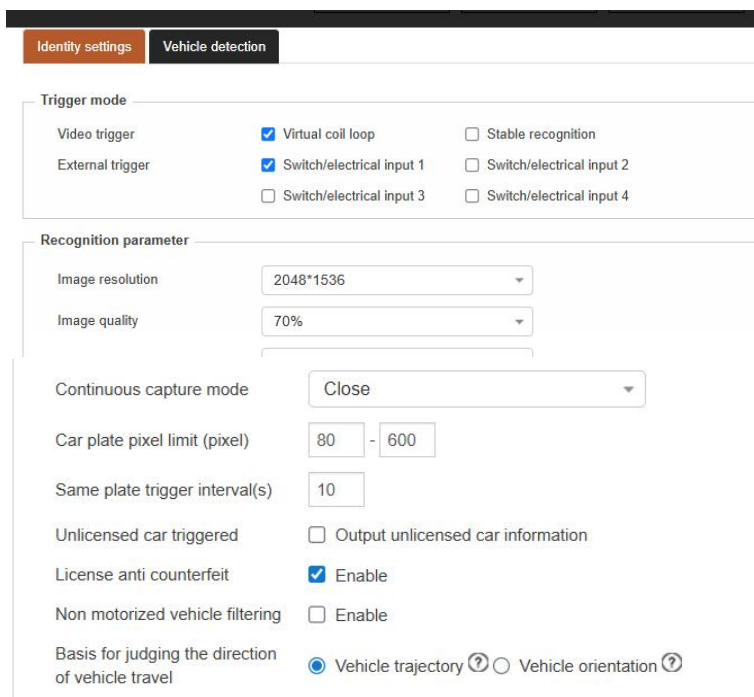 Identity settings Vehicle detection
Trigger mode
Video trigger Virtual coil loop Stable recognition
External trigger Switch/electrical input 1 Switch/electrical input 2
Switch/electrical input 3 Switch/electrical input 4
Recognition parameter
Image resolution 2048*1536
Image quality 70%
Continuous capture mode Close
Car plate pixel limit (pixel) 80 - 600
Same plate trigger interval(s) 10
Unlicensed car triggered Output unlicensed car information
License anti counterfeit Enable
Non motorized vehicle filtering Enable
Basis for judging the direction
of vehicle travel Vehicle trajectory ? Vehicle orientation ?